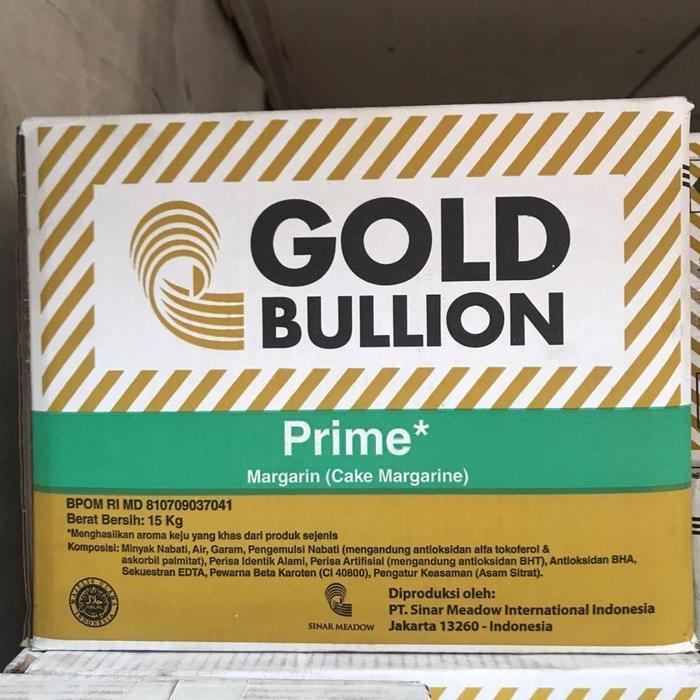 GOLD
BULLION
Prime*
Margarin (Cake Margarine)
BPOM RI MD 810709037041
Berat Bersih: 15 Kg
*Menghasilkan aroma keju yang khas dari produk sejenis
Komposisi: Minyak Nabati, Air, Garam, Pengemulsi Nabati (mengandung antioksidan alfa tokoferol &
askorbil palmitat), Perisa Identik Alami, Perisa Artifisial (mengandung antioksidan BHT), Antioksidan BHA,
Sekuestran EDTA, Pewarna Beta Karoten (CI 40800), Pengatur Keasaman (Asam Sitrat).
HALAL
SINAR MEADOW
Diproduksi oleh:
PT. Sinar Meadow International Indonesia
Jakarta 13260 - Indonesia